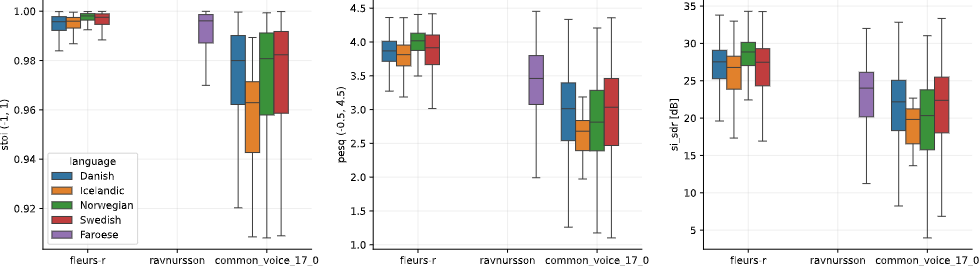 stoi (-1, 1)
1.00
0.98
0.96
0.94
0.92
language
Danish
Icelandic
Norwegian
Swedish
Faroese
fleurs-r
ravnursson
common_voice_17_0
pesq (-0.5, 4.5)
4.5
4.0
3.5
3.0
2.5
2.0
1.5
1.0
fleurs-r
ravnursson
common_voice_17_0
si_sdr [dB]
35
30
25
20
15
10
5
fleurs-r
ravnursson
common_voice_17_0